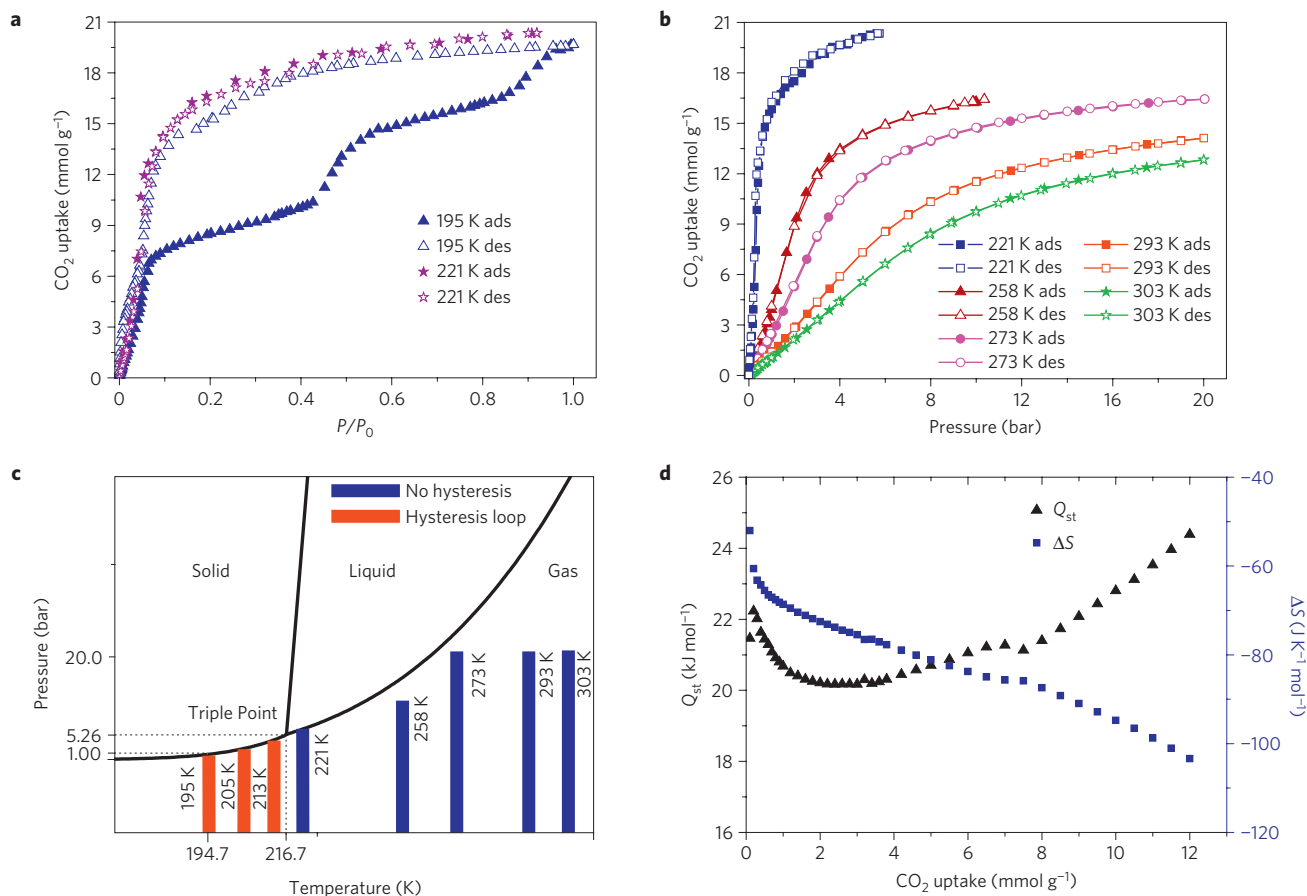 a
21
18
15
12
9
6
3
0
CO2 uptake (mmol g−1)
195 K ads
195 K des
221 K ads
221 K des
0
0.2
0.4
0.6
0.8
1.0
P/P0
b
21
18
15
12
9
6
3
0
CO2 uptake (mmol g−1)
221 K ads
221 K des
258 K ads
258 K des
273 K ads
273 K des
293 K ads
293 K des
303 K ads
303 K des
0
4
8
12
16
20
Pressure (bar)
c
No hysteresis
Hysteresis loop
Solid
Liquid
Gas
Pressure (bar)
20.0
5.26
1.00
Triple Point
195 K
205 K
213 K
221 K
258 K
273 K
293 K
303 K
194.7
216.7
Temperature (K)
d
26
24
22
20
18
16
Qst (kJ mol−1)
Qst
ΔS
−40
−60
−80
−100
−120
ΔS (J K−1 mol−1)
0
2
4
6
8
10
12
CO2 uptake (mmol g−1)